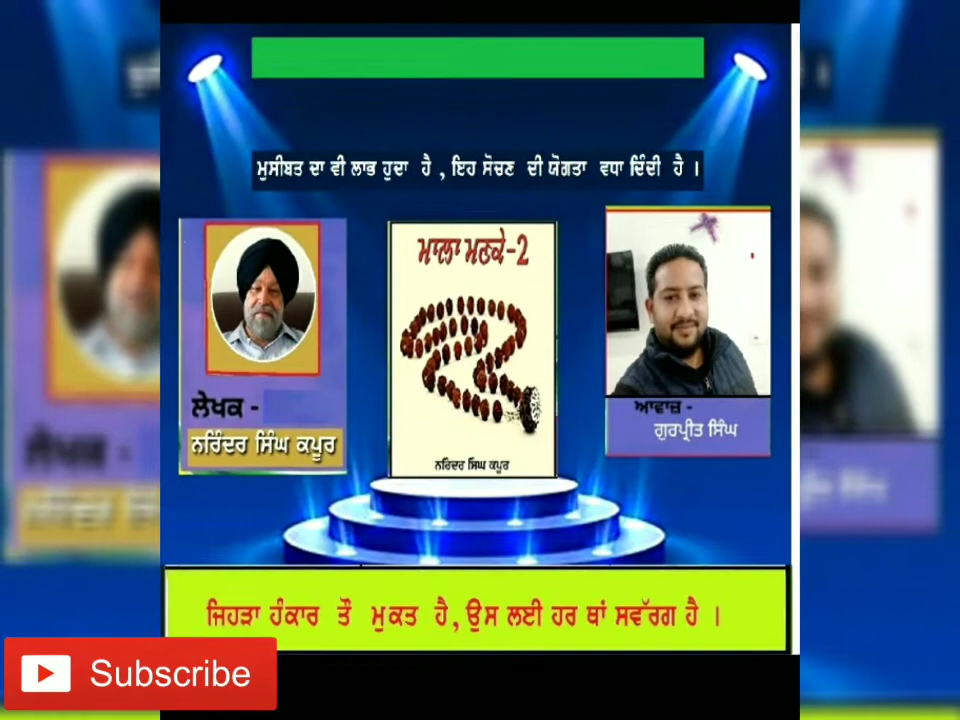 ਮੁਸੀਬਤ ਦਾ ਵੀ ਲਾਭ ਹੁਦਾ ਹੈ , ਇਹ ਸੋਚਣ ਦੀ ਯੋਗਤਾ ਵਧਾ ਦਿੰਦੀ ਹੈ ।
ਲੇਖਕ -
ਨਰਿੰਦਰ ਸਿੰਘ ਕਪੂਰ
ਮਾਲਾ ਮਣਕੇ-2
ਨਰਿੰਦਰ ਸਿੰਘ ਕਪੂਰ
ਆਵਾਜ਼ -
ਗੁਰਪ੍ਰੀਤ ਸਿੰਘ
ਜਿਹੜਾ ਹੰਕਾਰ ਤੌ ਮੁਕਤ ਹੈ, ਉਸ ਲਈ ਹਰ ਥਾਂ ਸਵੱਰਗ ਹੈ ।
Subscribe